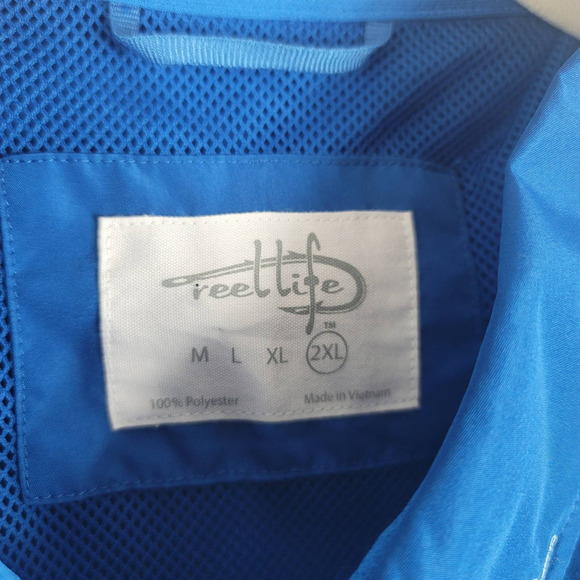 reel life
TM
M L XL 2XL
100% Polyester Made in Vietnam